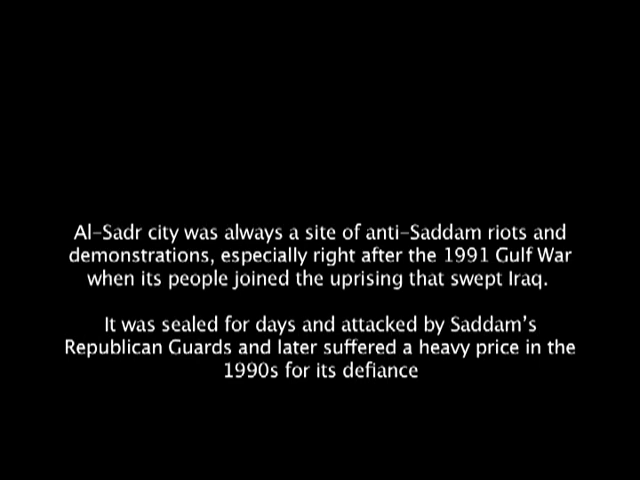 Al-Sadr city was always a site of anti-Saddam riots and
demonstrations, especially right after the 1991 Gulf War
when its people joined the uprising that swept Iraq.
It was sealed for days and attacked by Saddam's
Republican Guards and later suffered a heavy price in the
1990s for its defiance